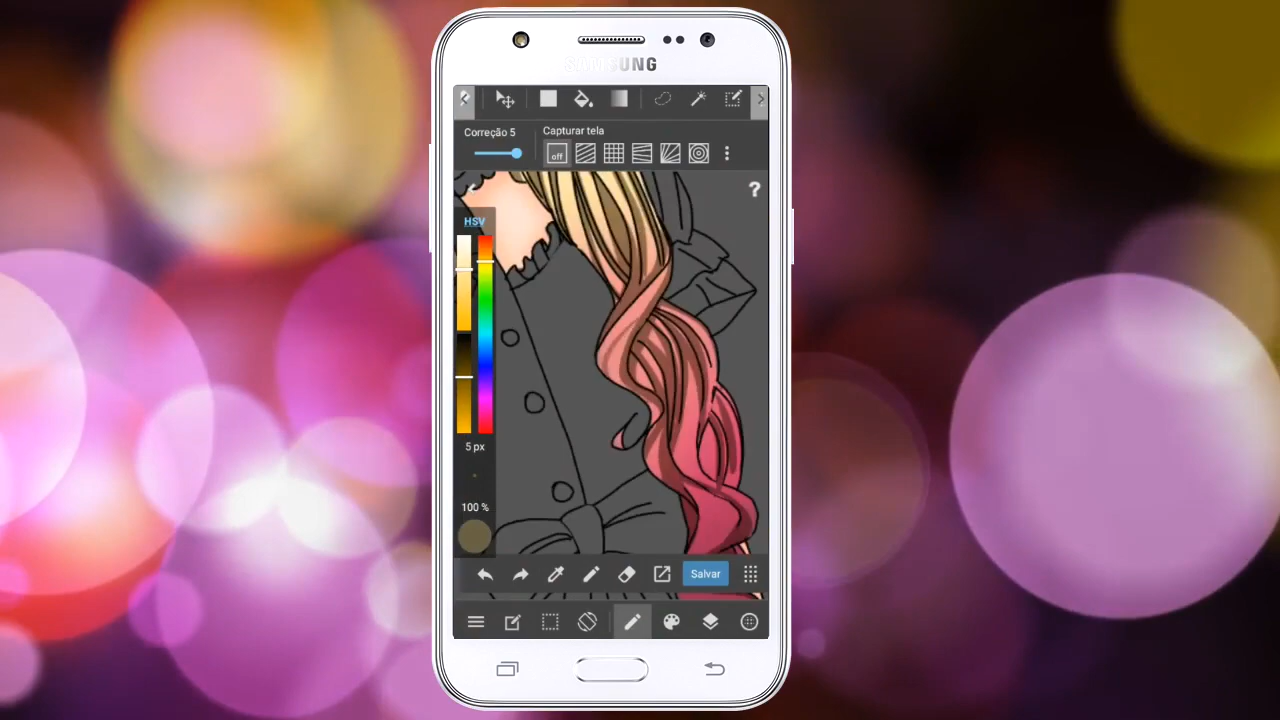 SAMSUNG
Correção 5
Capturar tela
off
?
HSV
5 px
100 %
Salvar